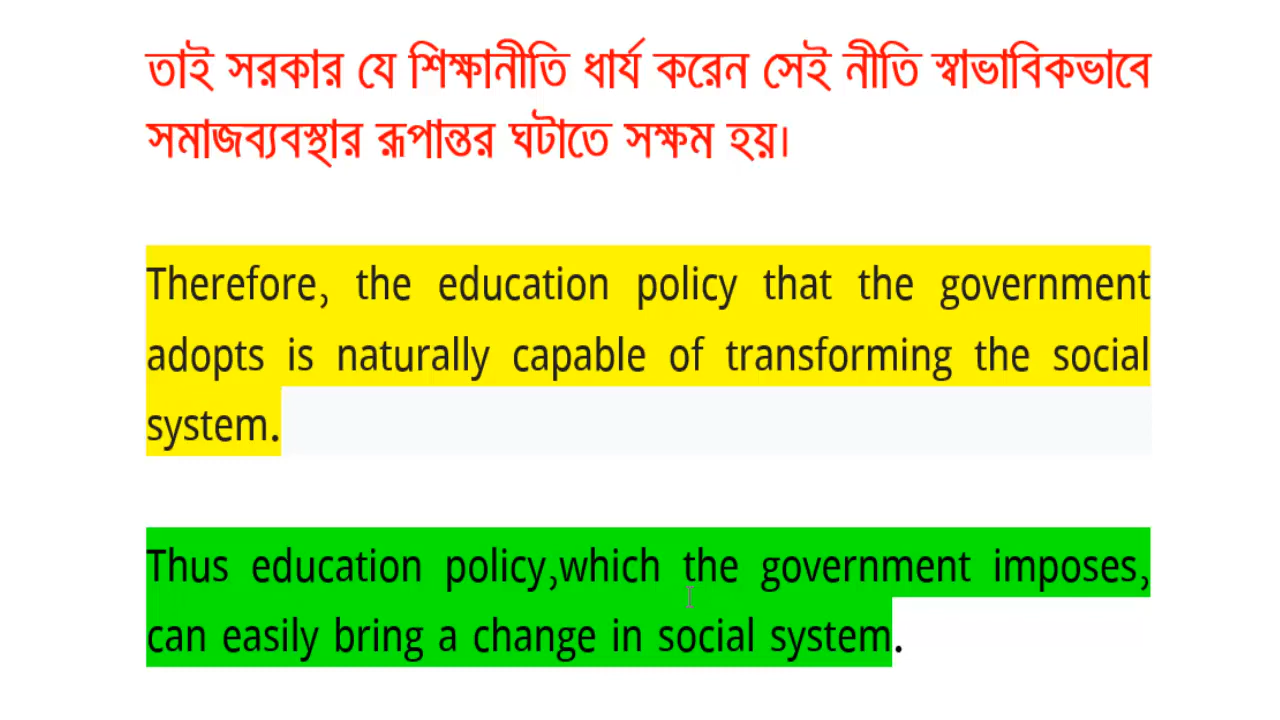 তাই সরকার যে শিক্ষানীতি ধার্য করেন সেই নীতি স্বাভাবিকভাবে
সমাজব্যবস্থার রূপান্তর ঘটাতে সক্ষম হয়।
Therefore, the education policy that the government
adopts is naturally capable of transforming the social
system.
Thus education policy,which the government imposes,
can easily bring a change in social system.